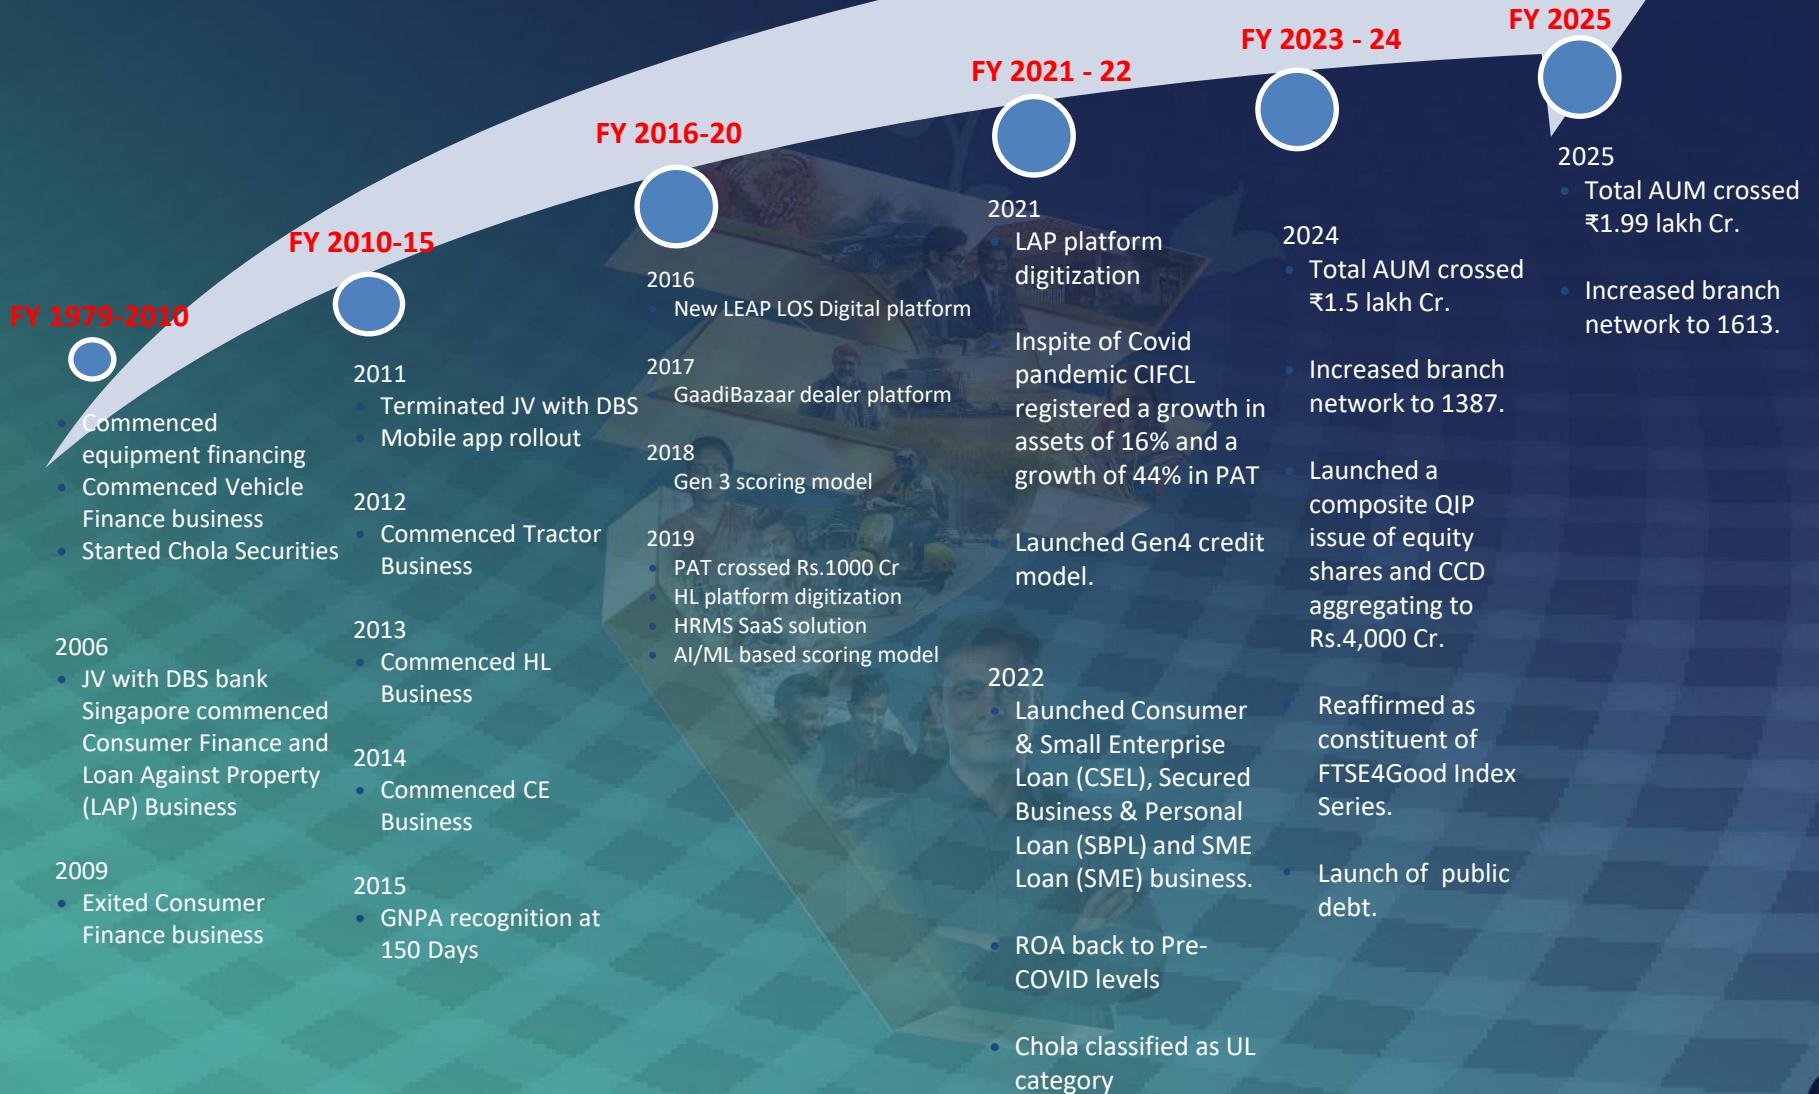 FY 1979-2010
Commenced
equipment financing
Commenced Vehicle
Finance business
Started Chola Securities
2006
JV with DBS bank
Singapore commenced
Consumer Finance and
Loan Against Property
(LAP) Business
2009
Exited Consumer
Finance business
FY 2010-15
2011
Terminated JV with DBS
Mobile app rollout
2012
Commenced Tractor
Business
2013
Commenced HL
Business
2014
Commenced CE
Business
2015
GNPA recognition at
150 Days
FY 2016-20
2016
New LEAP LOS Digital platform
2017
GaadiBazaar dealer platform
2018
Gen 3 scoring model
2019
PAT crossed Rs.1000 Cr
HL platform digitization
HRMS SaaS solution
AI/ML based scoring model
FY 2021 - 22
2021
LAP platform
digitization
Inspite of Covid
pandemic CIFCL
registered a growth in
assets of 16% and a
growth of 44% in PAT
Launched Gen4 credit
model.
2022
Launched Consumer
& Small Enterprise
Loan (CSEL), Secured
Business & Personal
Loan (SBPL) and SME
Loan (SME) business.
ROA back to Pre-
COVID levels
Chola classified as UL
category
FY 2023 - 24
2024
Total AUM crossed
₹1.5 lakh Cr.
Increased branch
network to 1387.
Launched a
composite QIP
issue of equity
shares and CCD
aggregating to
Rs.4,000 Cr.
Reaffirmed as
constituent of
FTSE4Good Index
Series.
Launch of  public
debt.
FY 2025
2025
Total AUM crossed
₹1.99 lakh Cr.
Increased branch
network to 1613.